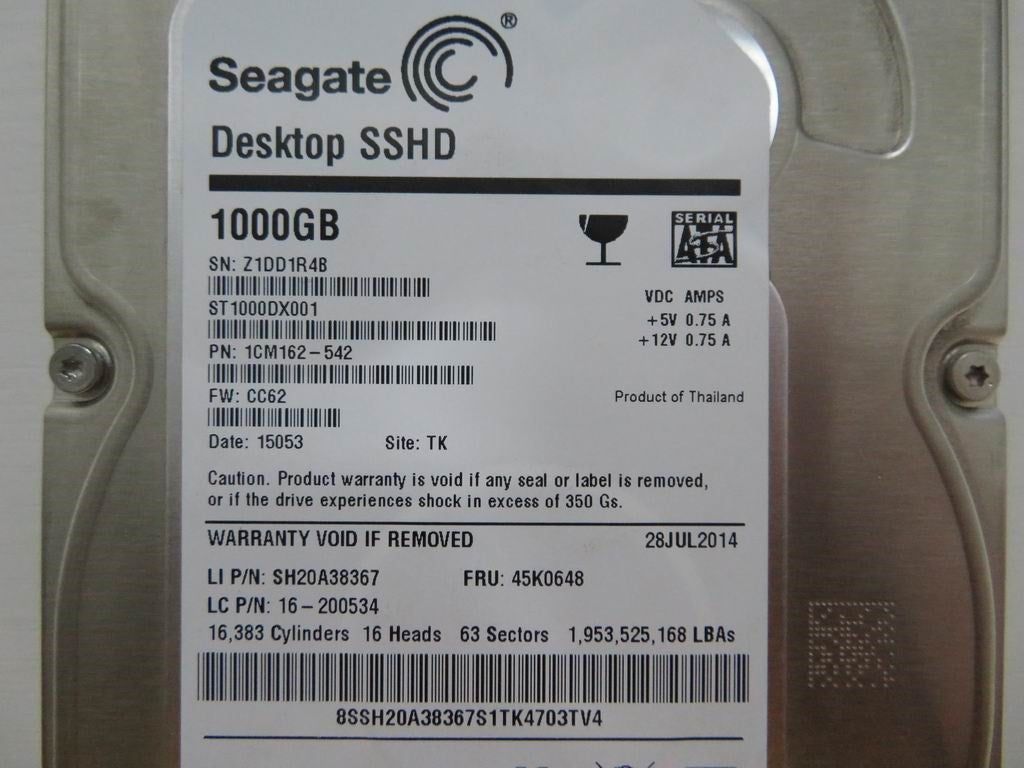 Seagate ®
Desktop SSHD
1000GB
SERIAL
ATA
SN: Z1DD1R4B
ST1000DX001
VDC AMPS
+5V 0.75 A
+12V 0.75 A
PN: 1CM162-542
FW: CC62
Product of Thailand
Date: 15053 Site: TK
Caution. Product warranty is void if any seal or label is removed,
or if the drive experiences shock in excess of 350 Gs.
WARRANTY VOID IF REMOVED 28JUL2014
LI P/N: SH20A38367 FRU: 45K0648
LC P/N: 16-200534
16,383 Cylinders 16 Heads 63 Sectors 1,953,525,168 LBAs
8SSH20A38367S1TK4703TV4